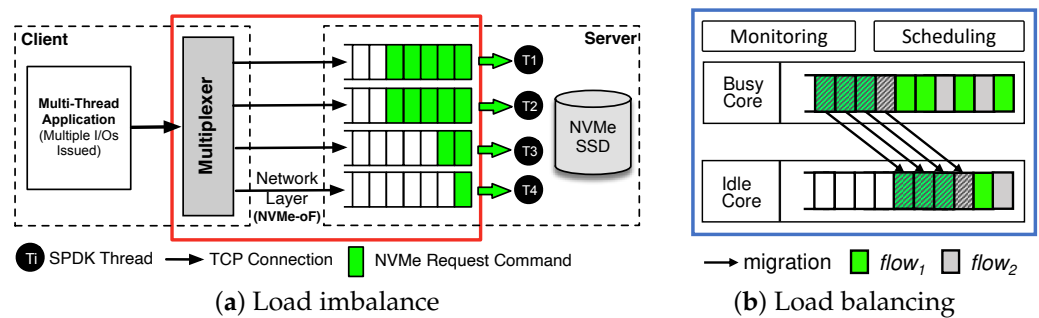 Client
Server
Multi-Thread
Application
(Multiple I/Os
Issued)
Multiplexer
Network
Layer
(NVMe-oF)
T1
T2
T3
T4
NVMe
SSD
Ti SPDK Thread
TCP Connection
NVMe Request Command
(a) Load imbalance
Monitoring
Scheduling
Busy
Core
Idle
Core
migration
flow1
flow2
(b) Load balancing